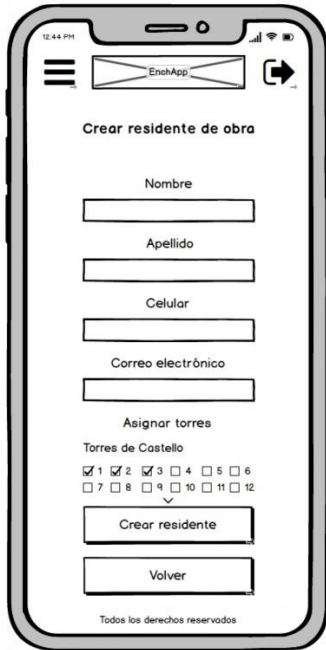 12:44 PM
EnchApp
Crear residente de obra
Nombre
Apellido
Celular
Correo electrónico
Asignar torres
Torres de Castello
1 2 3 4 5 6
7 8 9 10 11 12
Crear residente
Volver
Todos los derechos reservados